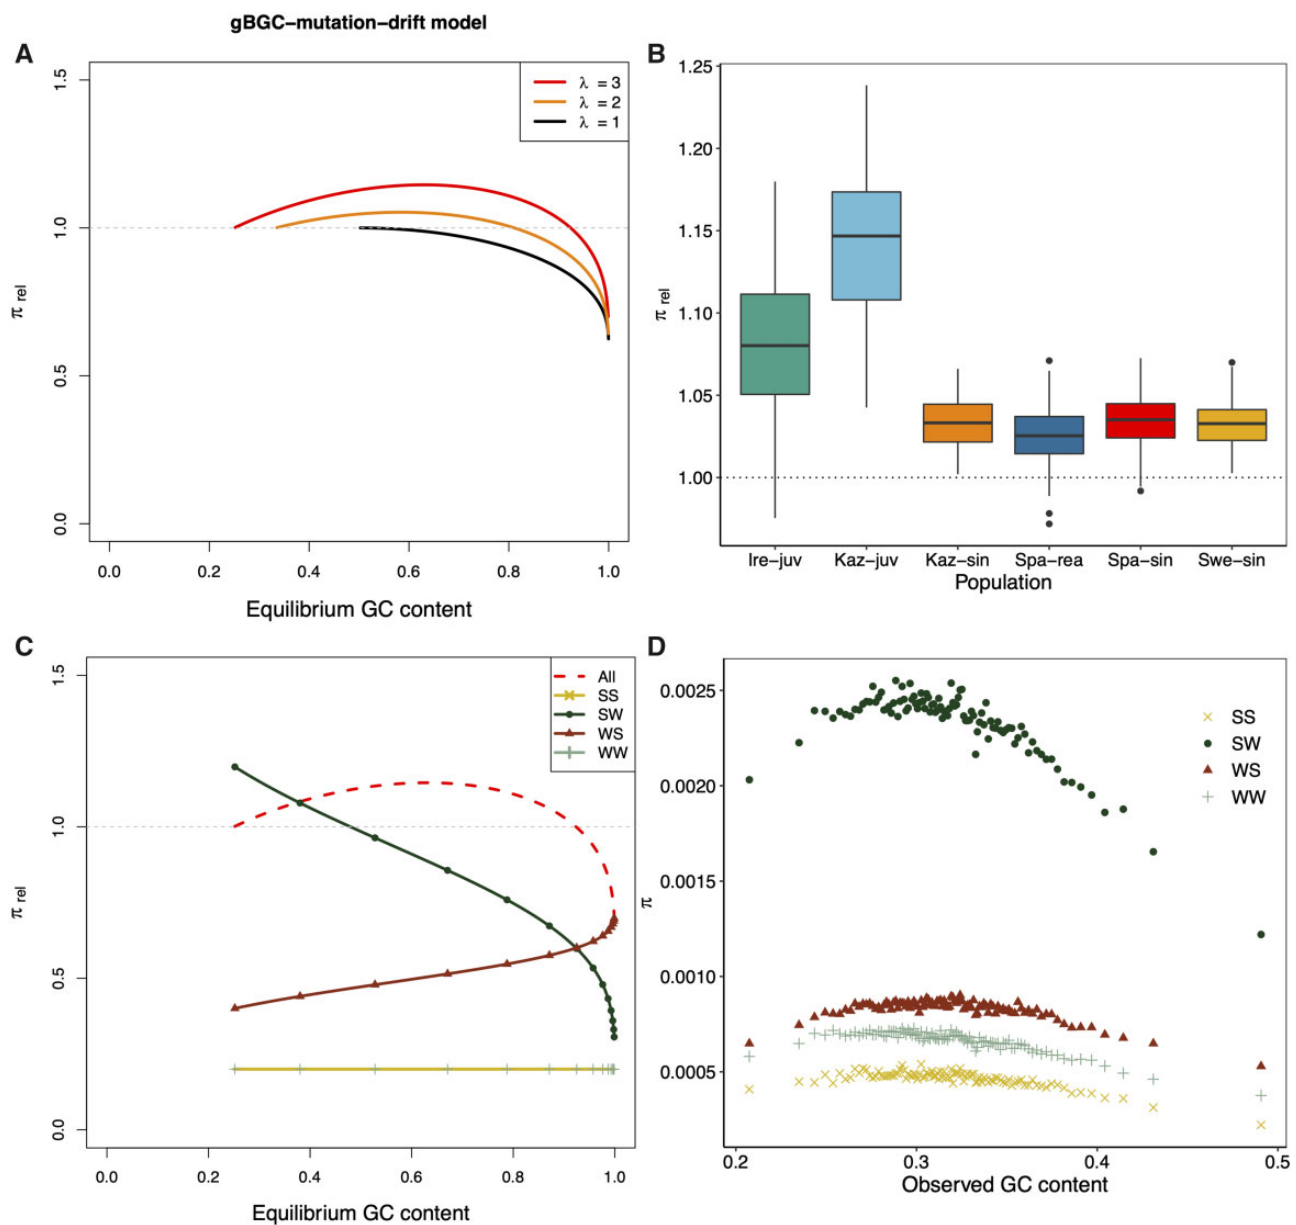 gBGC−mutation−drift model
A
1.5
1.0
0.5
0.0
π rel
λ = 3
λ = 2
λ = 1
0.0 0.2 0.4 0.6 0.8 1.0
Equilibrium GC content
B
1.25
1.20
1.15
1.10
1.05
1.00
π rel
Ire−juv Kaz−juv Kaz−sin Spa−rea Spa−sin Swe−sin
Population
C
1.5
1.0
0.5
0.0
π rel
All
SS
SW
WS
WW
0.0 0.2 0.4 0.6 0.8 1.0
Equilibrium GC content
D
0.0025
0.0020
0.0015
0.0010
0.0005
π
SS
SW
WS
WW
0.2 0.3 0.4 0.5
Observed GC content